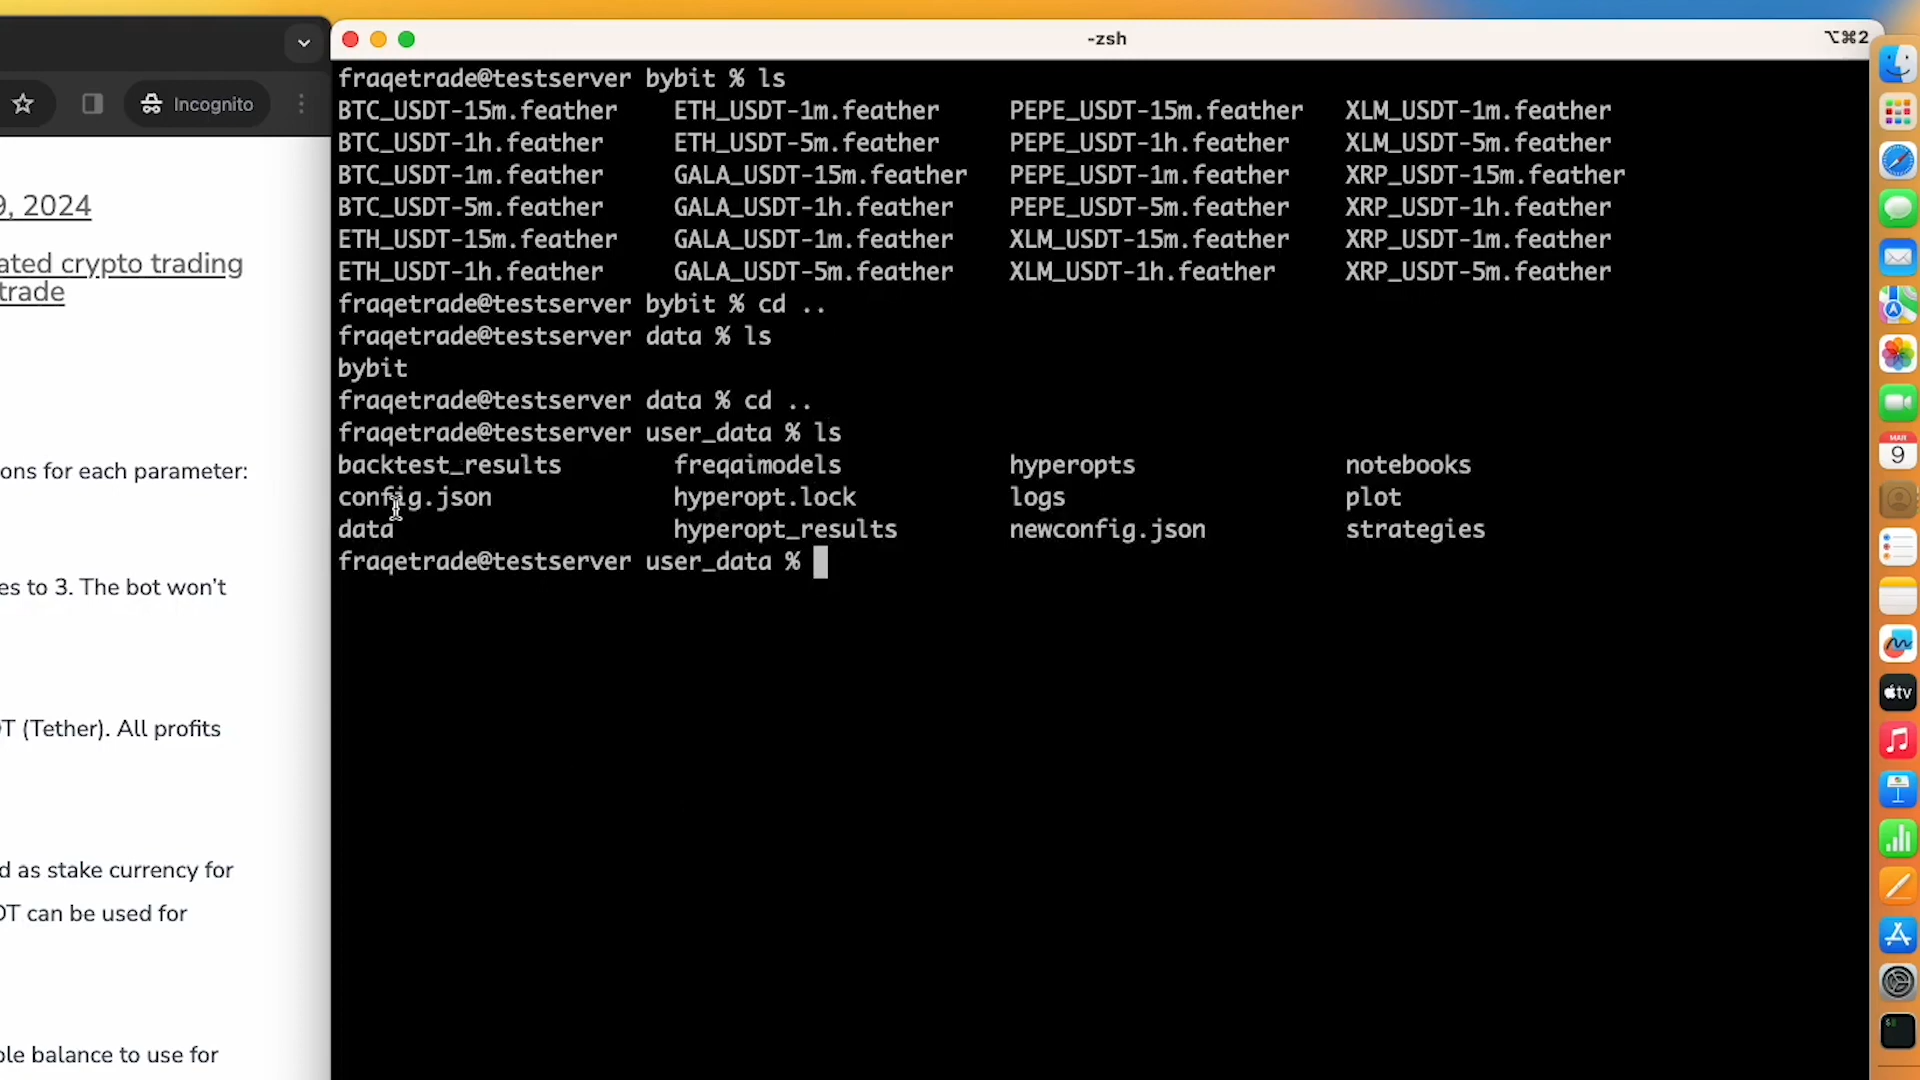 -zsh
⌥⌘2
Incognito
9, 2024
ated crypto trading
trade
ons for each parameter:
es to 3. The bot won't
T (Tether). All profits
d as stake currency for
OT can be used for
ble balance to use for
fraqetrade@testserver bybit % ls
BTC_USDT-15m.feather ETH_USDT-1m.feather PEPE_USDT-15m.feather XLM_USDT-1m.feather
BTC_USDT-1h.feather ETH_USDT-5m.feather PEPE_USDT-1h.feather XLM_USDT-5m.feather
BTC_USDT-1m.feather GALA_USDT-15m.feather PEPE_USDT-1m.feather XRP_USDT-15m.feather
BTC_USDT-5m.feather GALA_USDT-1h.feather PEPE_USDT-5m.feather XRP_USDT-1h.feather
ETH_USDT-15m.feather GALA_USDT-1m.feather XLM_USDT-15m.feather XRP_USDT-1m.feather
ETH_USDT-1h.feather GALA_USDT-5m.feather XLM_USDT-1h.feather XRP_USDT-5m.feather
fraqetrade@testserver bybit % cd ..
fraqetrade@testserver data % ls
bybit
fraqetrade@testserver data % cd ..
fraqetrade@testserver user_data % ls
backtest_results freqaimodels hyperopts notebooks
config.json hyperopt.lock logs plot
data hyperopt_results newconfig.json strategies
fraqetrade@testserver user_data %
MAR
9
tv